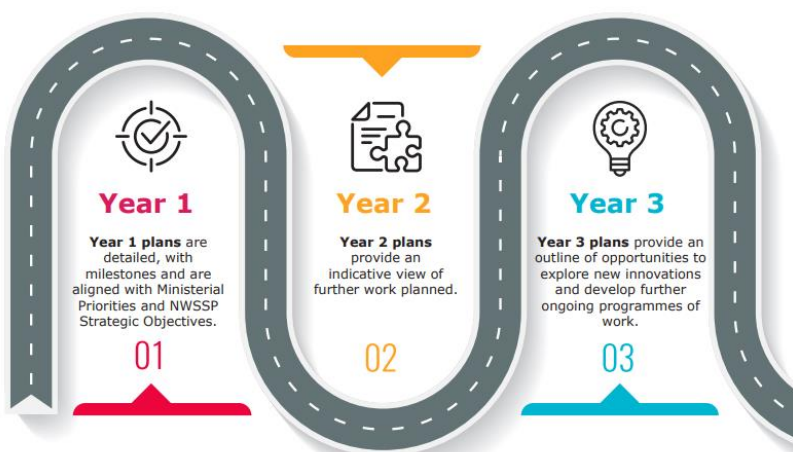 Year 1
Year 1 plans are
detailed, with
milestones and are
aligned with Ministerial
Priorities and NWSSP
Strategic Objectives.
01
Year 2
Year 2 plans
provide an
indicative view of
further work planned.
02
Year 3
Year 3 plans provide an
outline of opportunities to
explore new innovations
and develop further
ongoing programmes of
work.
03